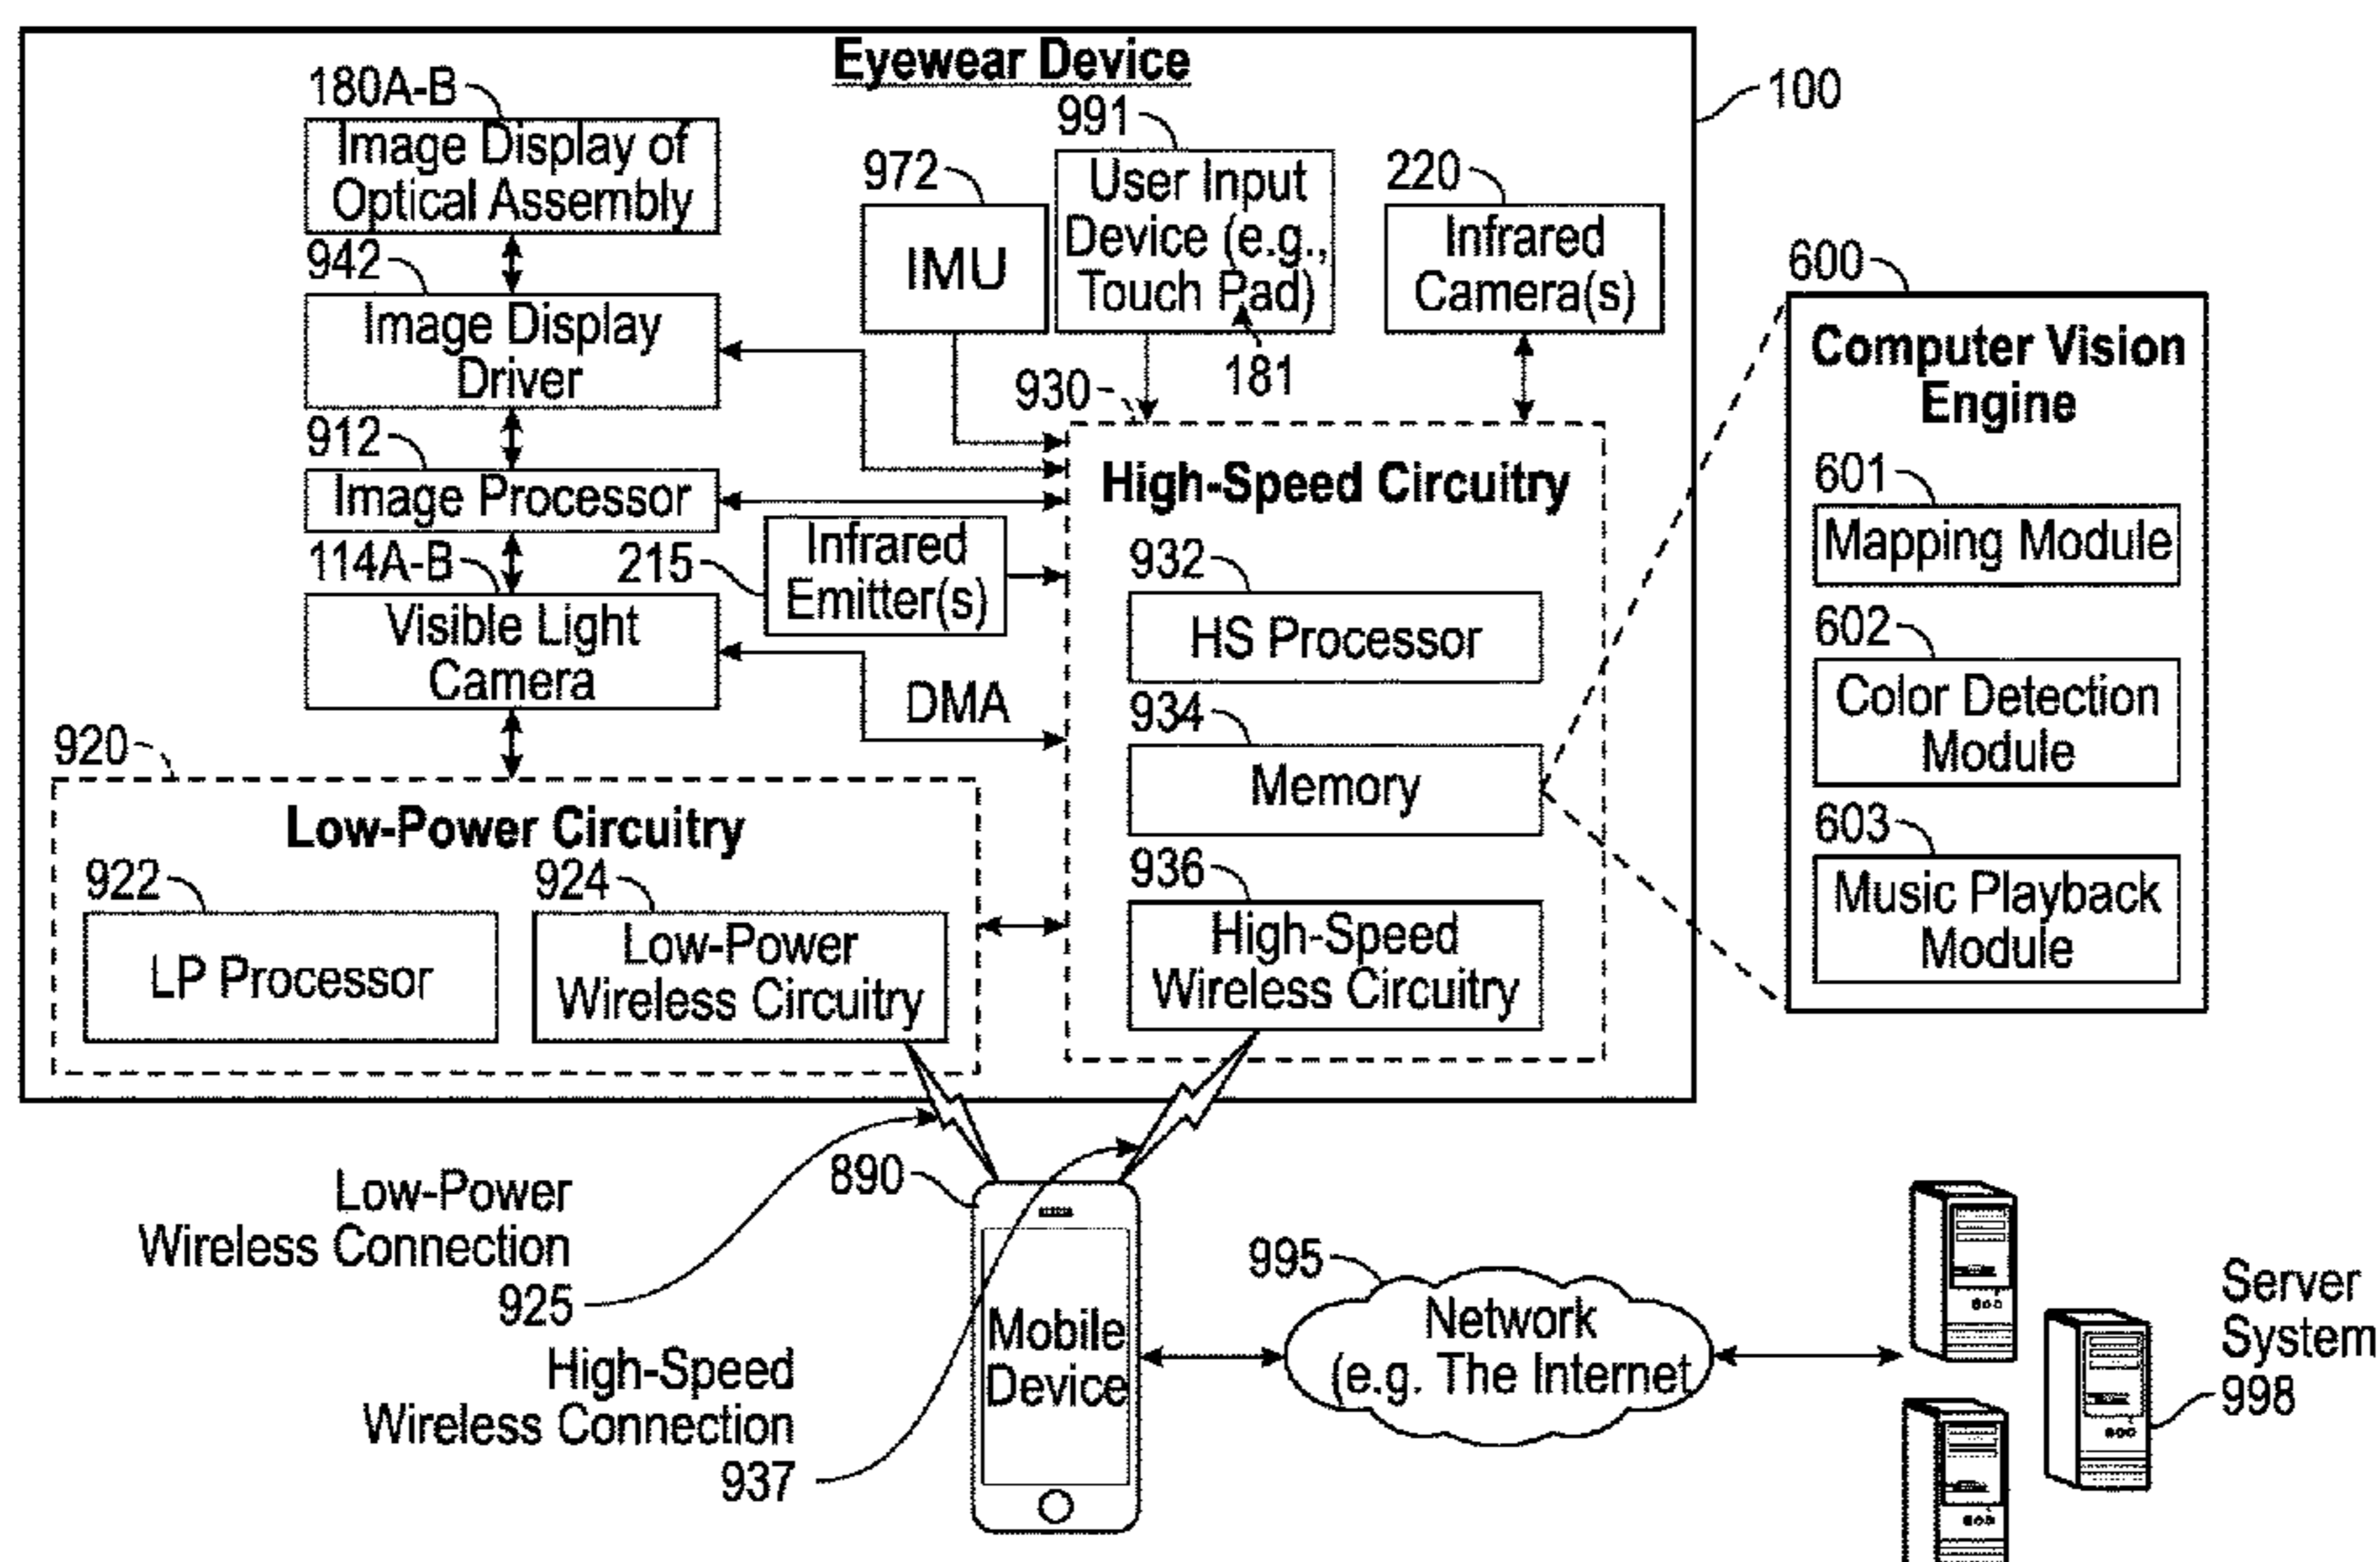 Eyewear Device
100
180A-B
Image Display of
Optical Assembly
942
Image Display
Driver
912
Image Processor
114A-B
Visible Light
Camera
972
IMU
991
User Input
Device (e.g.,
Touch Pad)
181
220
Infrared
Camera(s)
215
Infrared
Emitter(s)
DMA
930
High-Speed Circuitry
932
HS Processor
934
Memory
936
High-Speed
Wireless Circuitry
920
Low-Power Circuitry
922
LP Processor
924
Low-Power
Wireless Circuitry
600
Computer Vision
Engine
601
Mapping Module
602
Color Detection
Module
603
Music Playback
Module
Low-Power
Wireless Connection
925
High-Speed
Wireless Connection
937
890
Mobile
Device
995
Network
(e.g. The Internet
Server
System
998